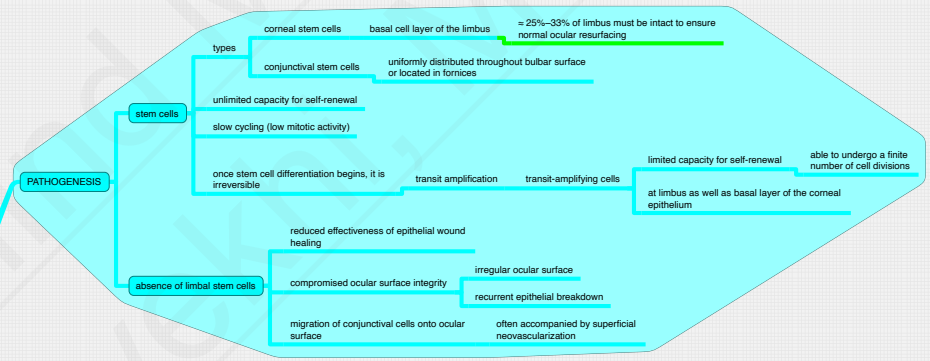 PATHOGENESIS
stem cells
types
corneal stem cells
basal cell layer of the limbus
≈ 25%–33% of limbus must be intact to ensure
normal ocular resurfacing
conjunctival stem cells
uniformly distributed throughout bulbar surface
or located in fornices
unlimited capacity for self-renewal
slow cycling (low mitotic activity)
once stem cell differentiation begins, it is
irreversible
transit amplification
transit-amplifying cells
limited capacity for self-renewal
able to undergo a finite
number of cell divisions
at limbus as well as basal layer of the corneal
epithelium
absence of limbal stem cells
reduced effectiveness of epithelial wound
healing
compromised ocular surface integrity
irregular ocular surface
recurrent epithelial breakdown
migration of conjunctival cells onto ocular
surface
often accompanied by superficial
neovascularization